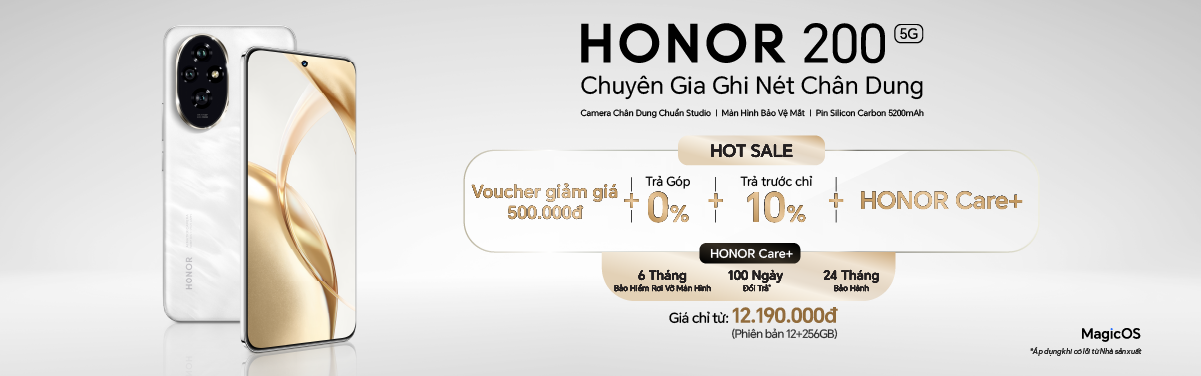 HONOR 200 5G
Chuyên Gia Ghi Nét Chân Dung
Camera Chân Dung Chuẩn Studio | Màn Hình Bảo Vệ Mắt | Pin Silicon Carbon 5200mAh
HOT SALE
Voucher giảm giá
500.000đ
+
Trả Góp
0%
+
Trả trước chỉ
10%
+
HONOR Care+
HONOR Care+
6 Tháng
Bảo Hiểm Rơi Vỡ Màn Hình
100 Ngày
Đổi Trả*
24 Tháng
Bảo Hành
Giá chỉ từ: 12.190.000đ
(Phiên bản 12+256GB)
MagicOS
*Áp dụng khi có lỗi từ Nhà sản xuất
HONOR